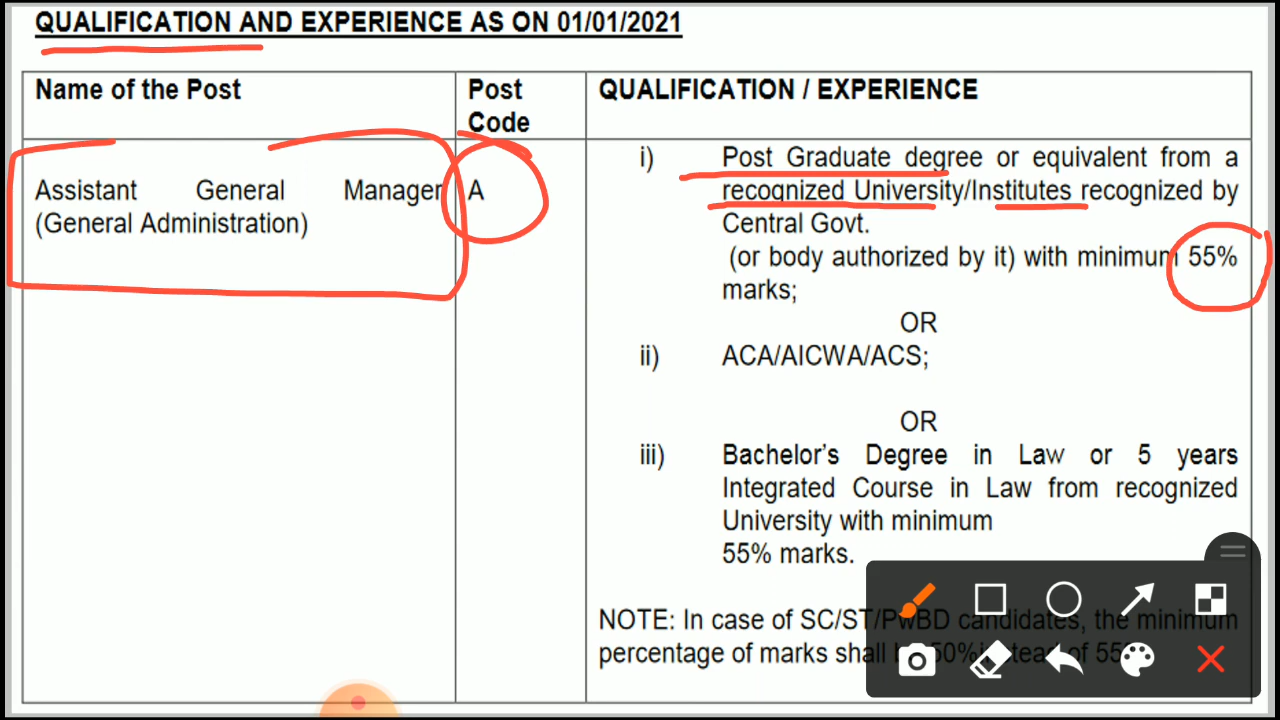 QUALIFICATION AND EXPERIENCE AS ON 01/01/2021
Name of the Post
Post
Code
QUALIFICATION / EXPERIENCE
Assistant General Manager
(General Administration)
A
i) Post Graduate degree or equivalent from a
recognized University/Institutes recognized by
Central Govt.
(or body authorized by it) with minimum 55%
marks;
OR
ii) ACA/AICWA/ACS;
OR
iii) Bachelor's Degree in Law or 5 years
Integrated Course in Law from recognized
University with minimum
55% marks.
NOTE: In case of SC/ST/PwBD candidates, the minimum
percentage of marks shall 50% instead of 55%